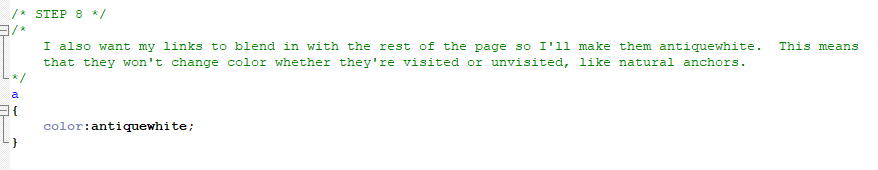 /* STEP 8 */
/*
I also want my links to blend in with the rest of the page so I'll make them antiquewhite.  This means
that they won't change color whether they're visited or unvisited, like natural anchors.
*/
a
{
color:antiquewhite;
}